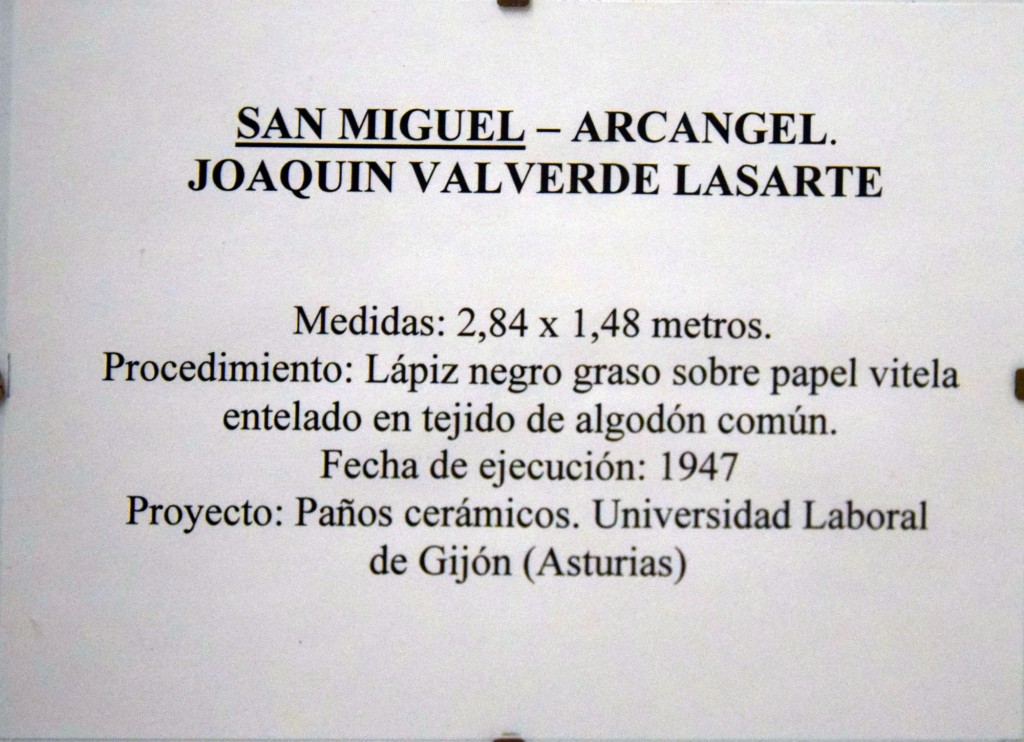 SAN MIGUEL – ARCANGEL.
JOAQUIN VALVERDE LASARTE
Medidas: 2,84 x 1,48 metros.
Procedimiento: Lápiz negro graso sobre papel vitela
entelado en tejido de algodón común.
Fecha de ejecución: 1947
Proyecto: Paños cerámicos. Universidad Laboral
de Gijón (Asturias)